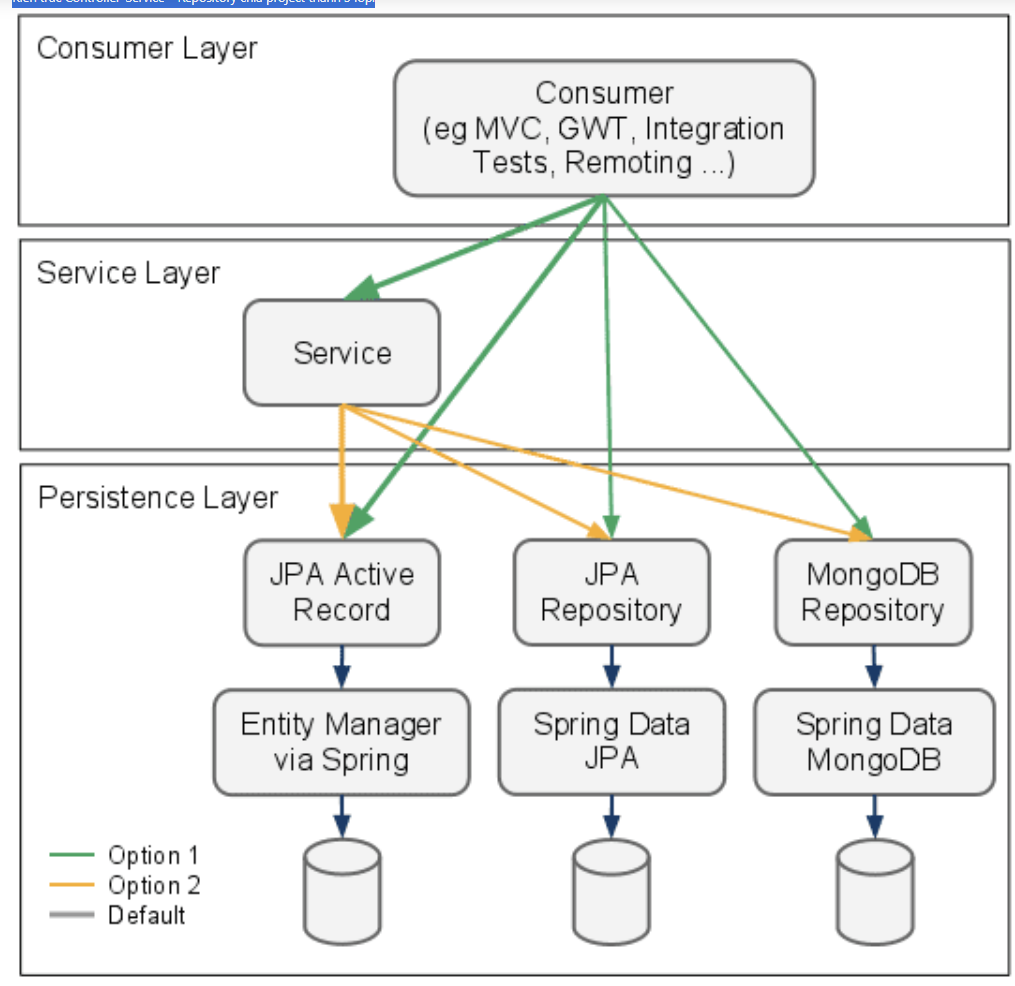 Consumer Layer
Consumer
(eg MVC, GWT, Integration
Tests, Remoting ...)
Service Layer
Service
Persistence Layer
JPA Active
Record
JPA
Repository
MongoDB
Repository
Entity Manager
via Spring
Spring Data
JPA
Spring Data
MongoDB
Option 1
Option 2
Default